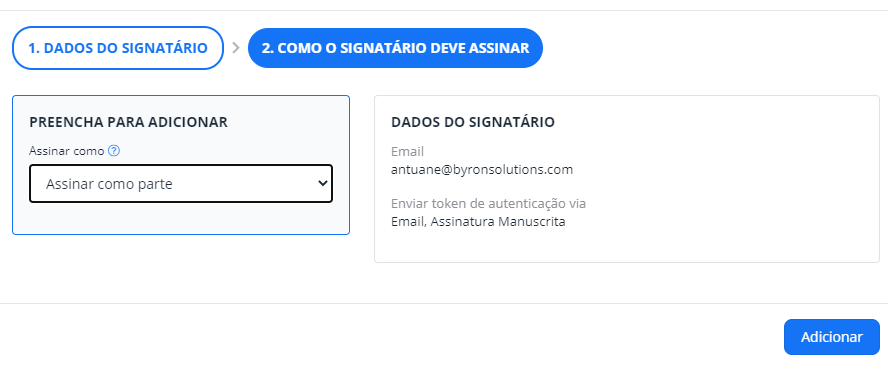 1. DADOS DO SIGNATÁRIO
2. COMO O SIGNATÁRIO DEVE ASSINAR
PREENCHA PARA ADICIONAR
Assinar como ?
Assinar como parte
DADOS DO SIGNATÁRIO
Email
antuane@byronsolutions.com
Enviar token de autenticação via
Email, Assinatura Manuscrita
Adicionar